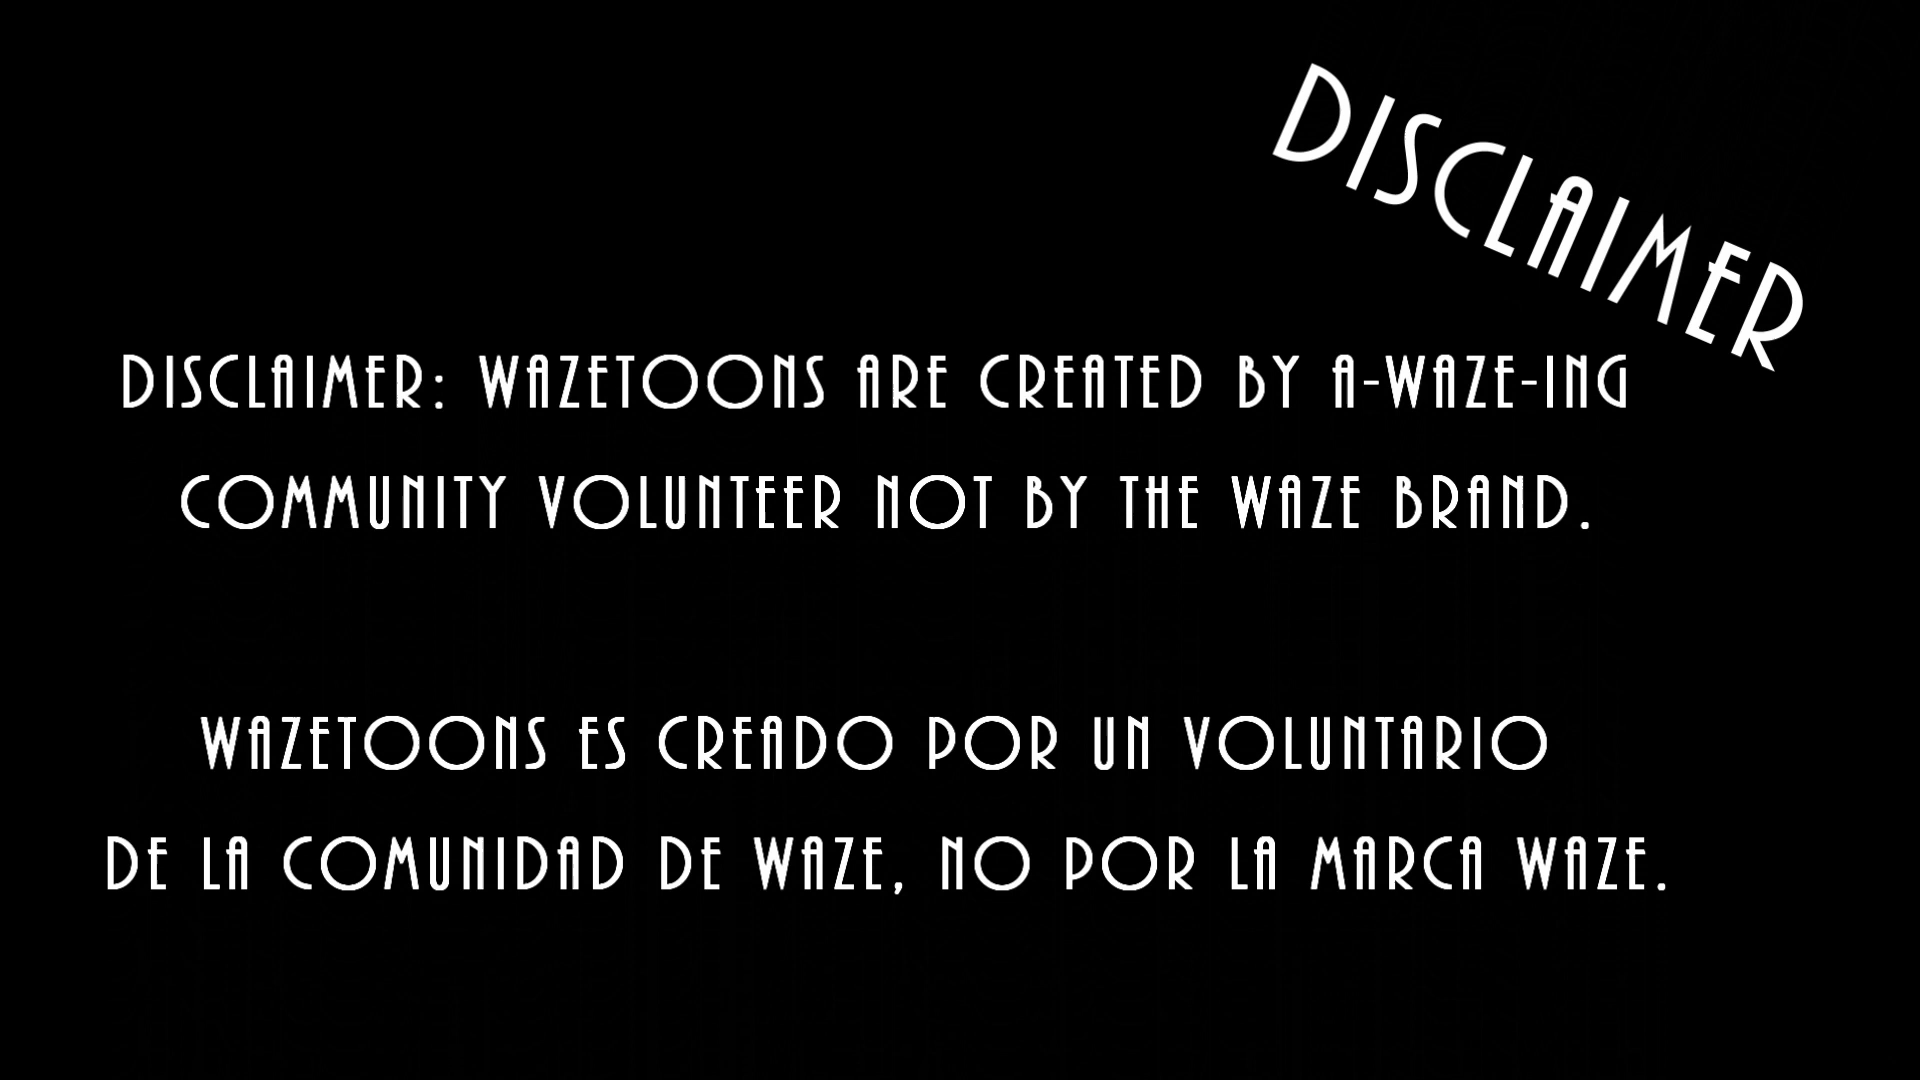 DISCLAIMER
DISCLAIMER: WAZETOONS ARE CREATED BY A-WAZE-ING
COMMUNITY VOLUNTEER NOT BY THE WAZE BRAND.
WAZETOONS ES CREADO POR UN VOLUNTARIO
DE LA COMUNIDAD DE WAZE, NO POR LA MARCA WAZE.